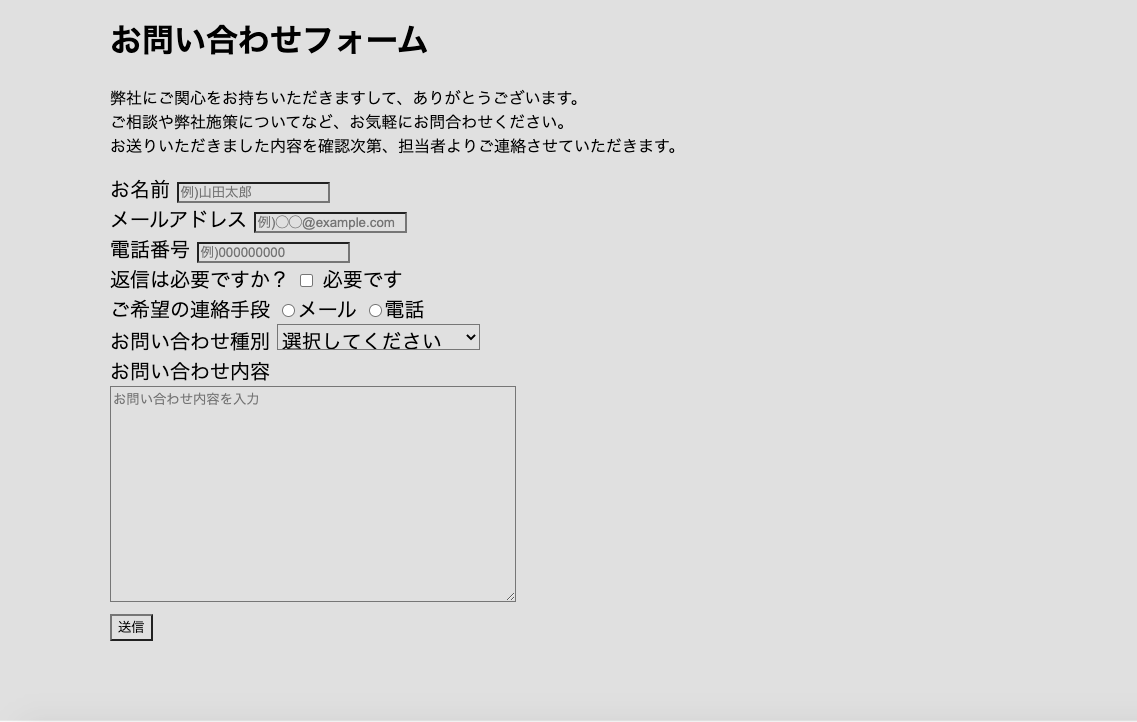 お問い合わせフォーム
弊社にご関心をお持ちいただきますして、ありがとうございます。
ご相談や弊社施策についてなど、お気軽にお問合わせください。
お送りいただきました内容を確認次第、担当者よりご連絡させていただきます。
お名前 例)山田太郎
メールアドレス 例)◯◯@example.com
電話番号 例)000000000
返信は必要ですか？ 必要です
ご希望の連絡手段 メール 電話
お問い合わせ種別 選択してください
お問い合わせ内容
お問い合わせ内容を入力
送信